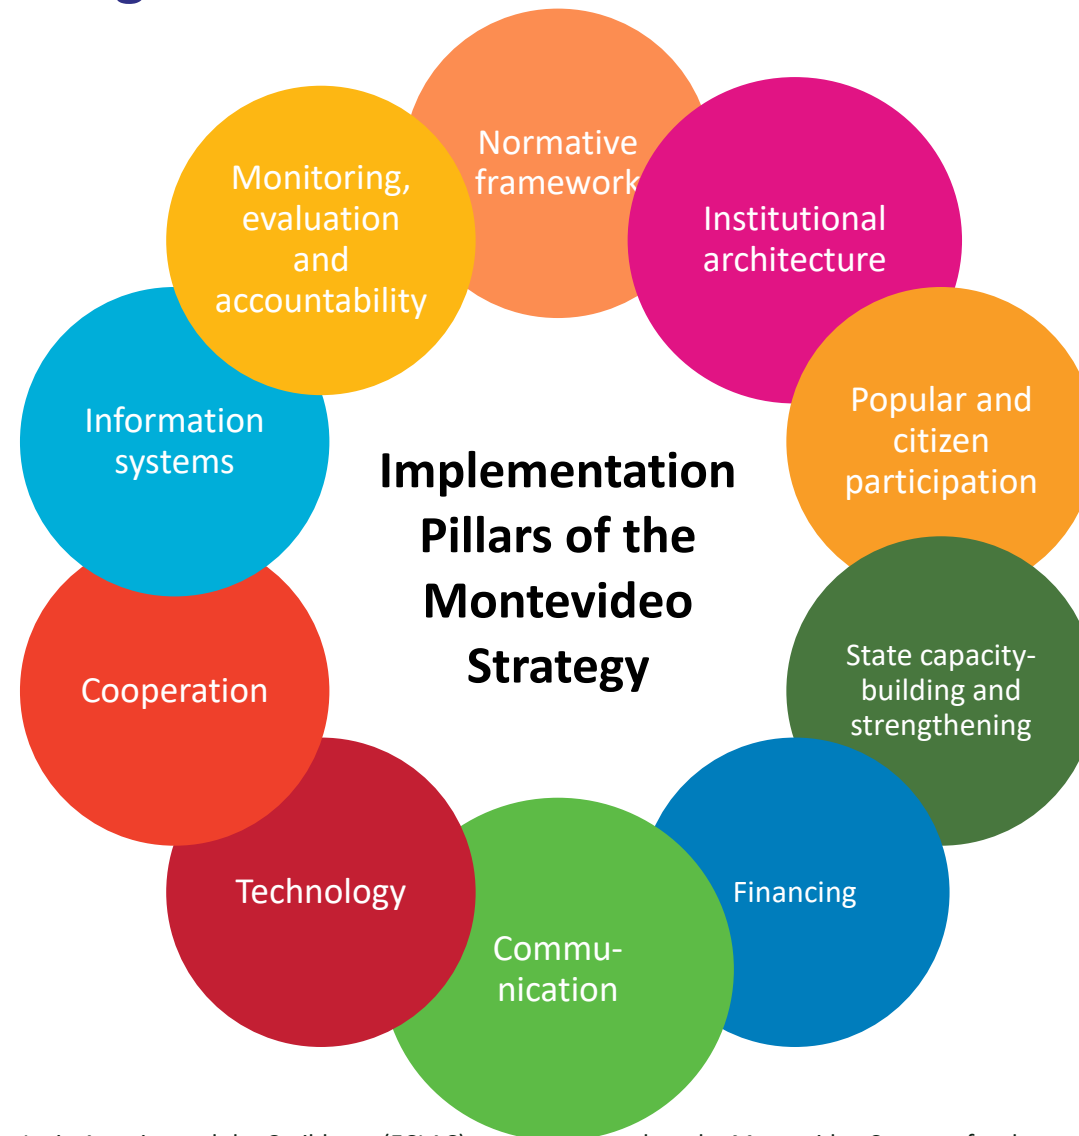 Normative
framework
Institutional
architecture
Popular and
citizen
participation
State capacity-
building and
strengthening
Financing
Commu-
nication
Technology
Cooperation
Information
systems
Monitoring,
evaluation
and
accountability
Implementation
Pillars of the
Montevideo
Strategy